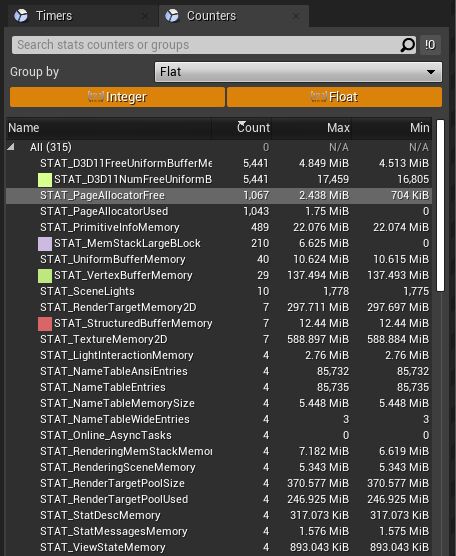 Timers Counters
Search stats counters or groups !0
Group by Flat
Integer Float
Name Count Max Min
All (315) 0 N/A N/A
STAT_D3D11FreeUniformBufferMe 5,441 4.849 MiB 4.513 MiB
STAT_D3D11NumFreeUniformB 5,441 17,459 16,805
STAT_PageAllocatorFree 1,067 2.438 MiB 704 KiB
STAT_PageAllocatorUsed 1,043 1.75 MiB 0
STAT_PrimitiveInfoMemory 489 22.076 MiB 22.074 MiB
STAT_MemStackLargeBLock 210 6.625 MiB 0
STAT_UniformBufferMemory 40 10.624 MiB 10.615 MiB
STAT_VertexBufferMemory 29 137.494 MiB 137.493 MiB
STAT_SceneLights 10 1,778 1,775
STAT_RenderTargetMemory2D 7 297.711 MiB 297.697 MiB
STAT_StructuredBufferMemory 7 12.44 MiB 12.44 MiB
STAT_TextureMemory2D 7 588.897 MiB 588.884 MiB
STAT_LightInteractionMemory 4 2.76 MiB 2.76 MiB
STAT_NameTableAnsiEntries 4 85,732 85,732
STAT_NameTableEntries 4 85,735 85,735
STAT_NameTableMemorySize 4 5.448 MiB 5.448 MiB
STAT_NameTableWideEntries 4 3 3
STAT_Online_AsyncTasks 4 0 0
STAT_RenderingMemStackMemor 4 7.182 MiB 6.619 MiB
STAT_RenderingSceneMemory 4 5.343 MiB 5.343 MiB
STAT_RenderTargetPoolSize 4 370.577 MiB 370.577 MiB
STAT_RenderTargetPoolUsed 4 246.925 MiB 246.925 MiB
STAT_StatDescMemory 4 317.073 KiB 317.073 KiB
STAT_StatMessagesMemory 4 1.576 MiB 1.575 MiB
STAT_ViewStateMemory 4 893.043 KiB 893.043 KiB